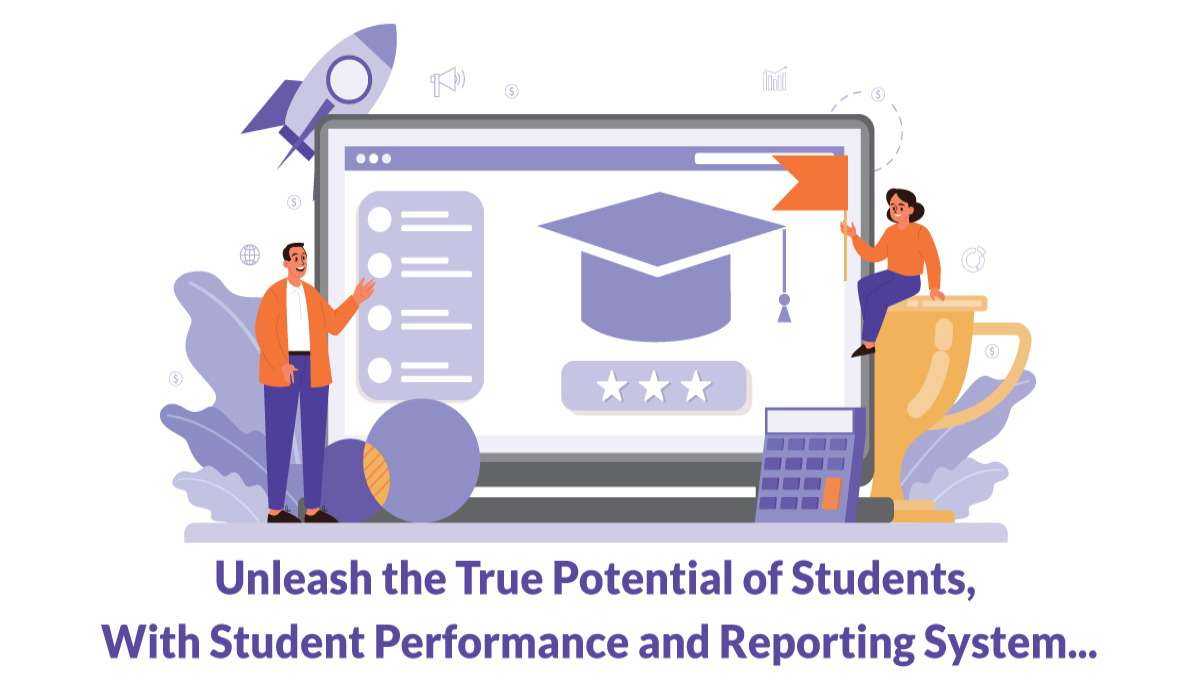 Unleash the True Potential of Students,
With Student Performance and Reporting System...